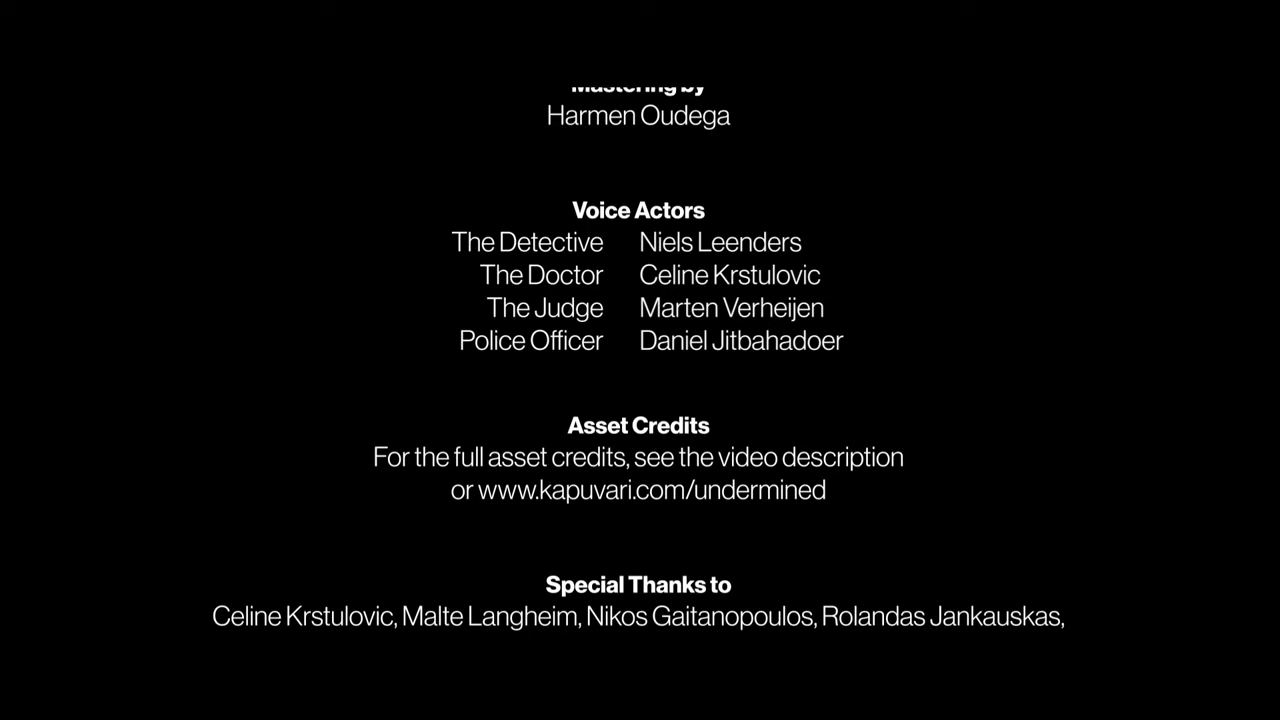 Mastering by
Harmen Oudega
Voice Actors
The Detective Niels Leenders
The Doctor Celine Krstulovic
The Judge Marten Verheijen
Police Officer Daniel Jitbahadoer
Asset Credits
For the full asset credits, see the video description
or www.kapuvari.com/undermined
Special Thanks to
Celine Krstulovic, Malte Langheim, Nikos Gaitanopoulos, Rolandas Jankauskas,